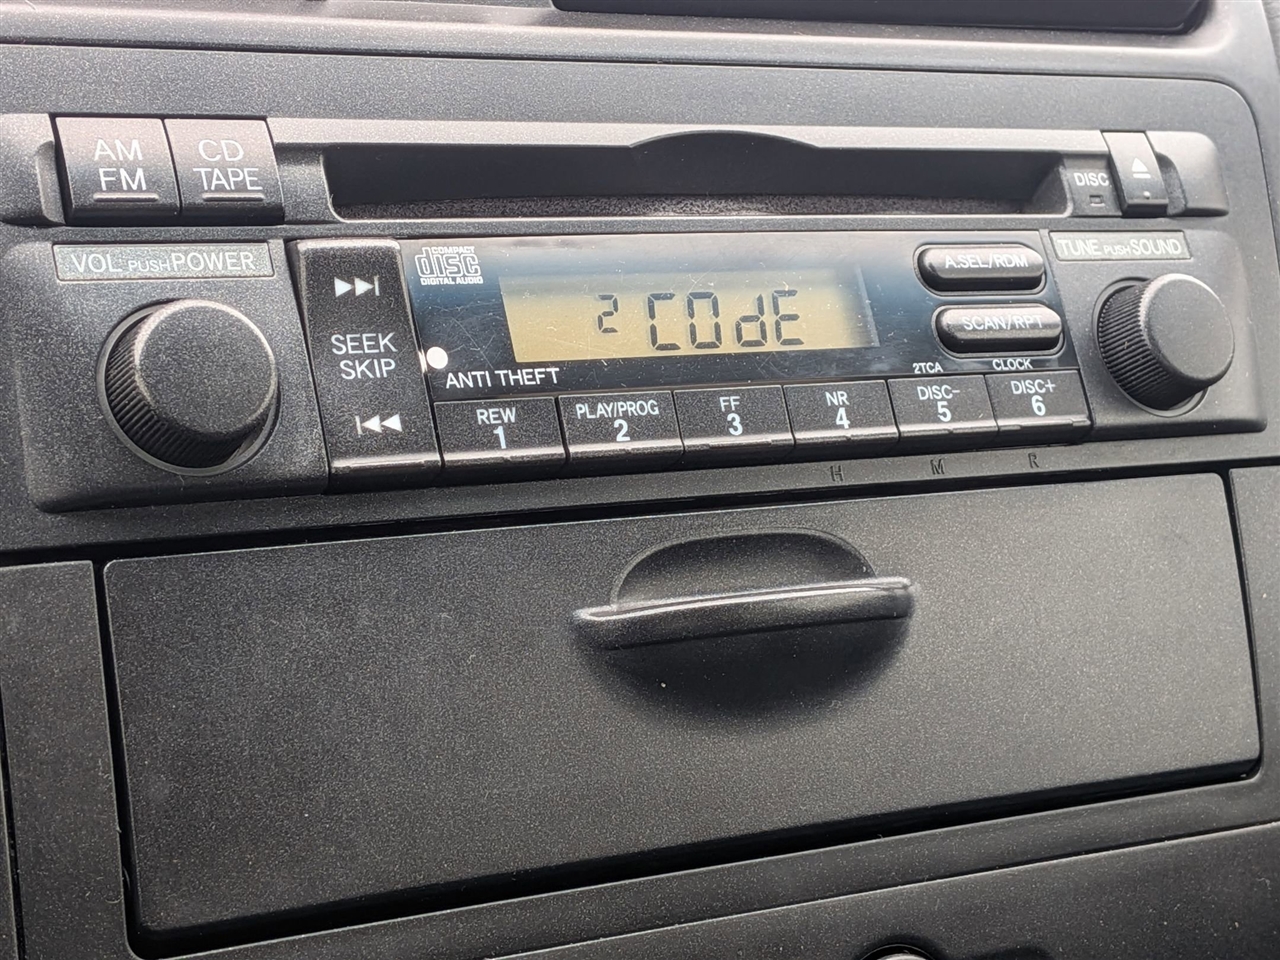 AM
FM
CD
TAPE
DISC
VOL PUSH POWER
SEEK
SKIP
COMPACT
disc
DIGITAL AUDIO
2 COdE
ANTI THEFT
A.SEL/RDM
SCAN/RPT
TUNE PUSH SOUND
2TCA
CLOCK
REW
1
PLAY/PROG
2
FF
3
NR
4
DISC-
5
DISC+
6
H M R